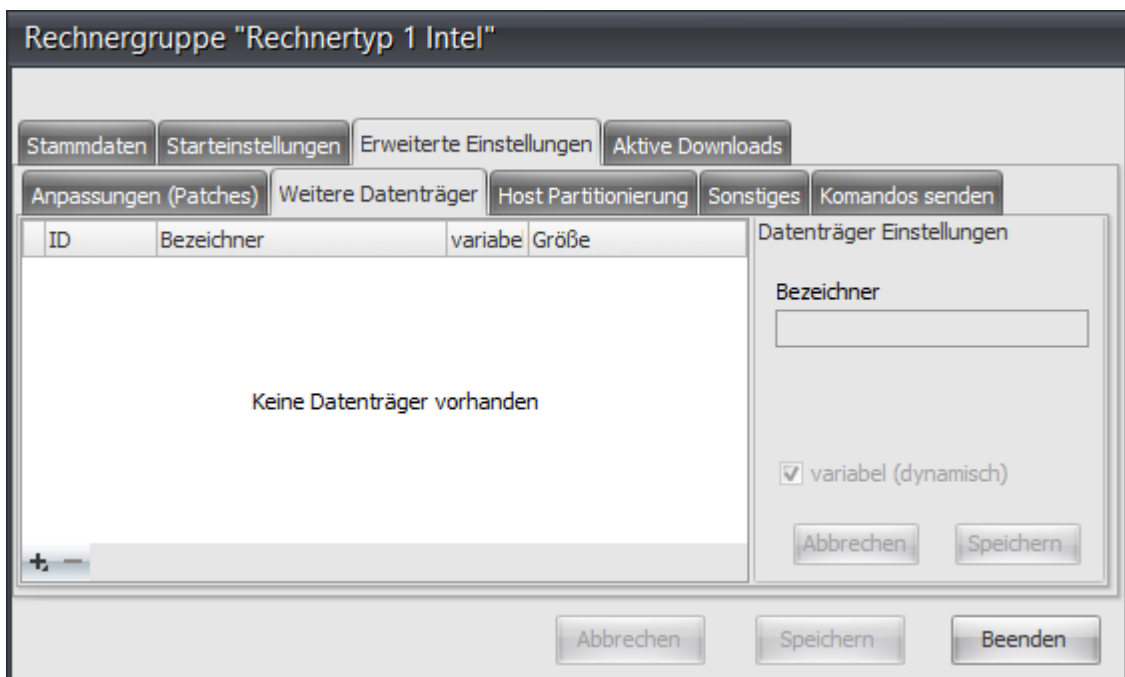 Rechnergruppe "Rechnertyp 1 Intel"
Stammdaten Starteinstellungen Erweiterte Einstellungen Aktive Downloads
Anpassungen (Patches) Weitere Datenträger Host Partitionierung Sonstiges Komandos senden
ID Bezeichner variabe Größe
Datenträger Einstellungen
Bezeichner
Keine Datenträger vorhanden
variabel (dynamisch)
Abbrechen Speichern
Abbrechen Speichern Beenden